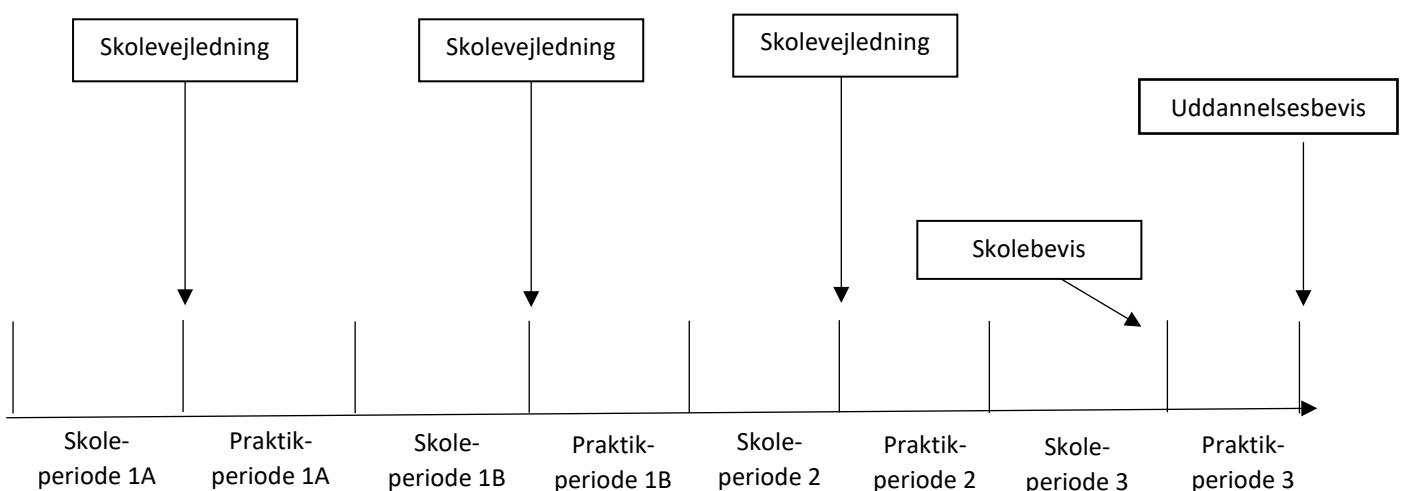 Skolevejledning
Skolevejledning
Skolevejledning
Uddannelsesbevis
Skolebevis
Skole-
periode 1A
Praktik-
periode 1A
Skole-
periode 1B
Praktik-
periode 1B
Skole-
periode 2
Praktik-
periode 2
Skole-
periode 3
Praktik-
periode 3